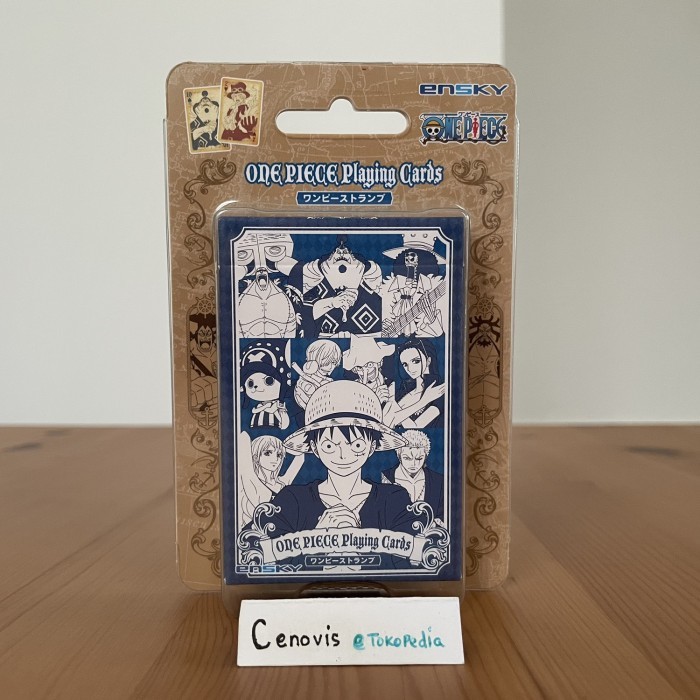 ensky
ONE PIECE
ONE PIECE Playing Cards
ワンピーストランプ
ONE PIECE Playing Cards
ワンピーストランプ
ensky
Cenovis @TOKOPedia